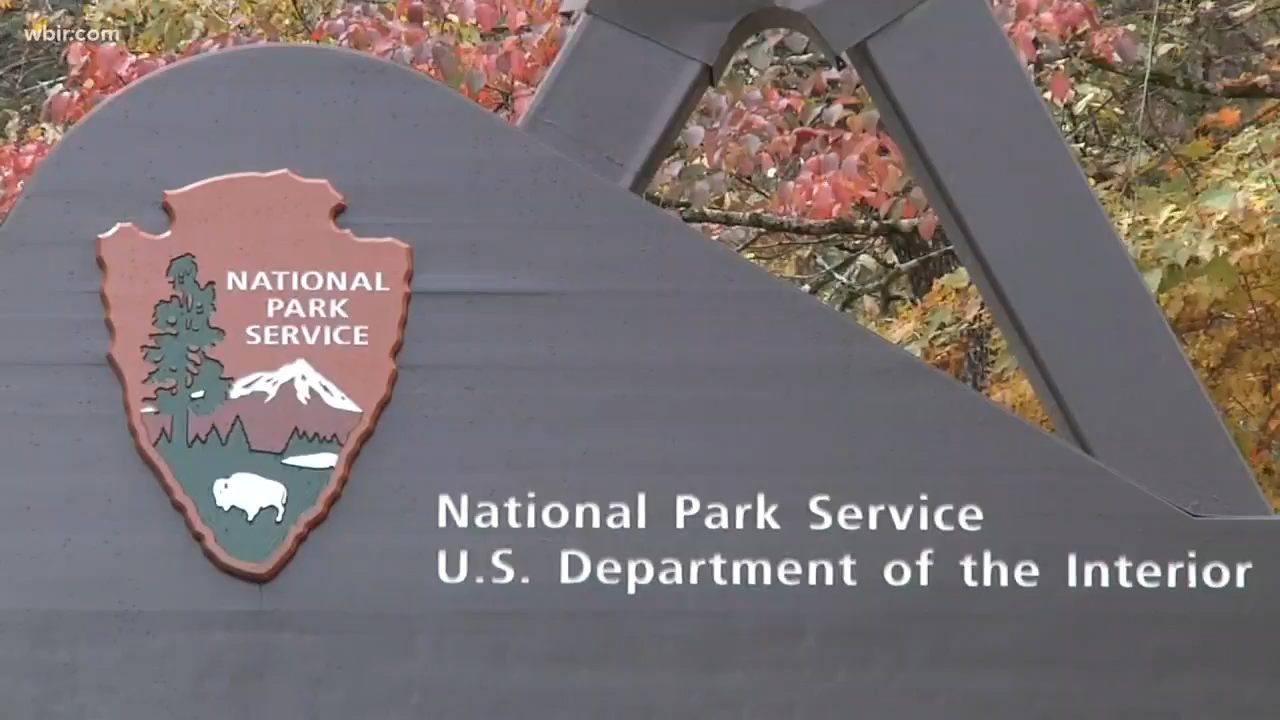 wbir.com
NATIONAL
PARK
SERVICE
National Park Service
U.S. Department of the Interior